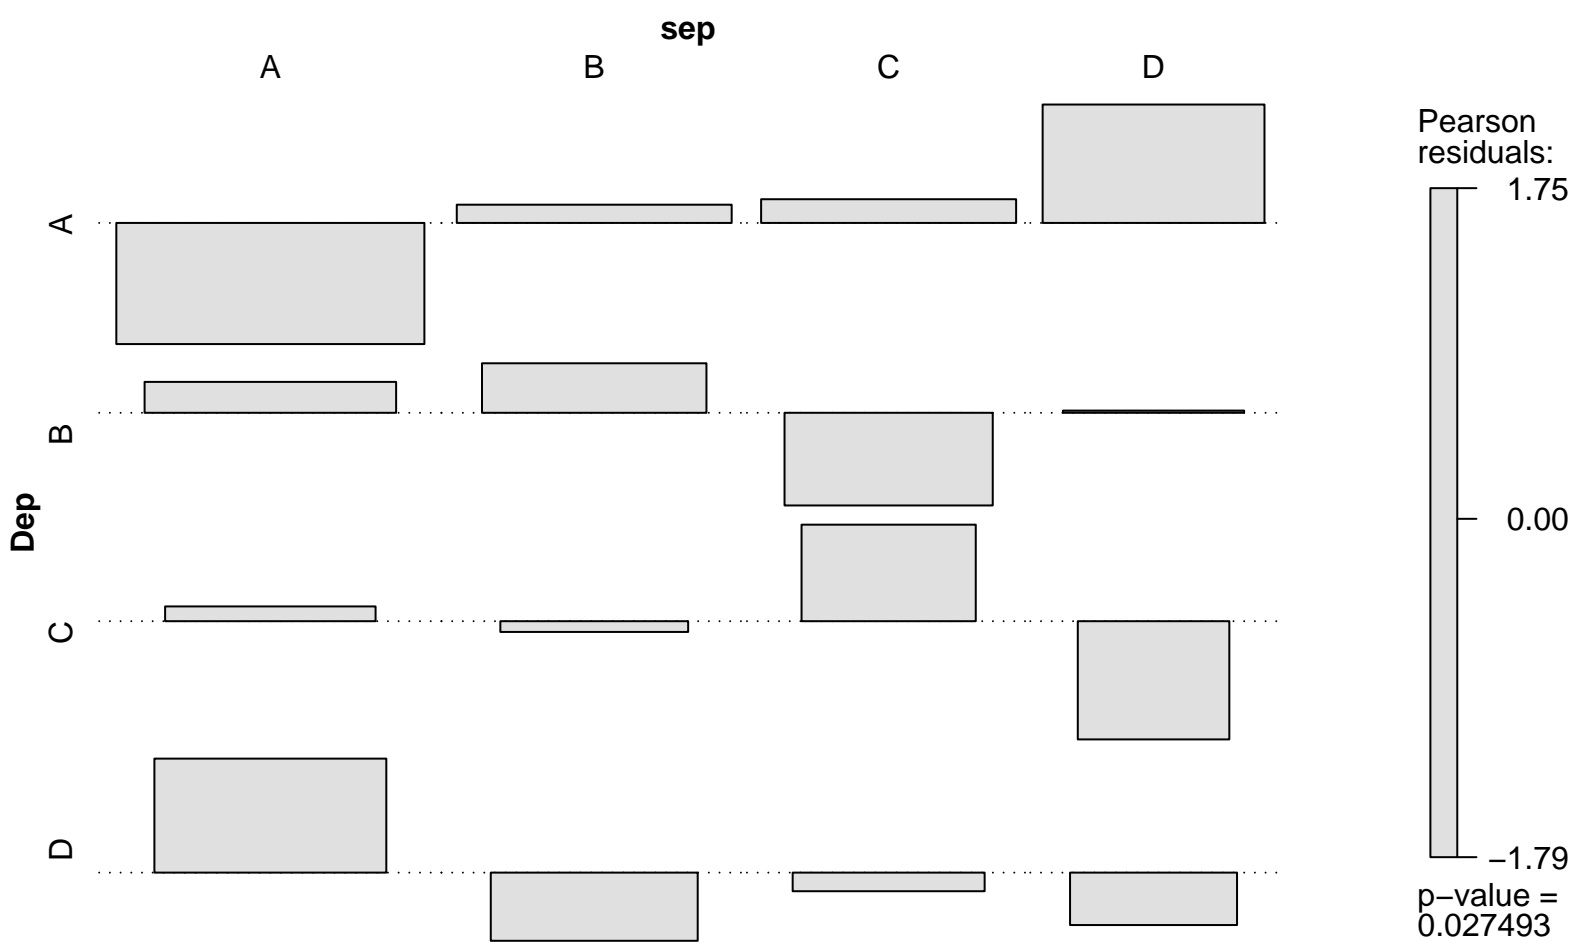 sep
A B C D
A
B
C
D
Dep
Pearson
residuals:
1.75
0.00
−1.79
p−value =
0.027493